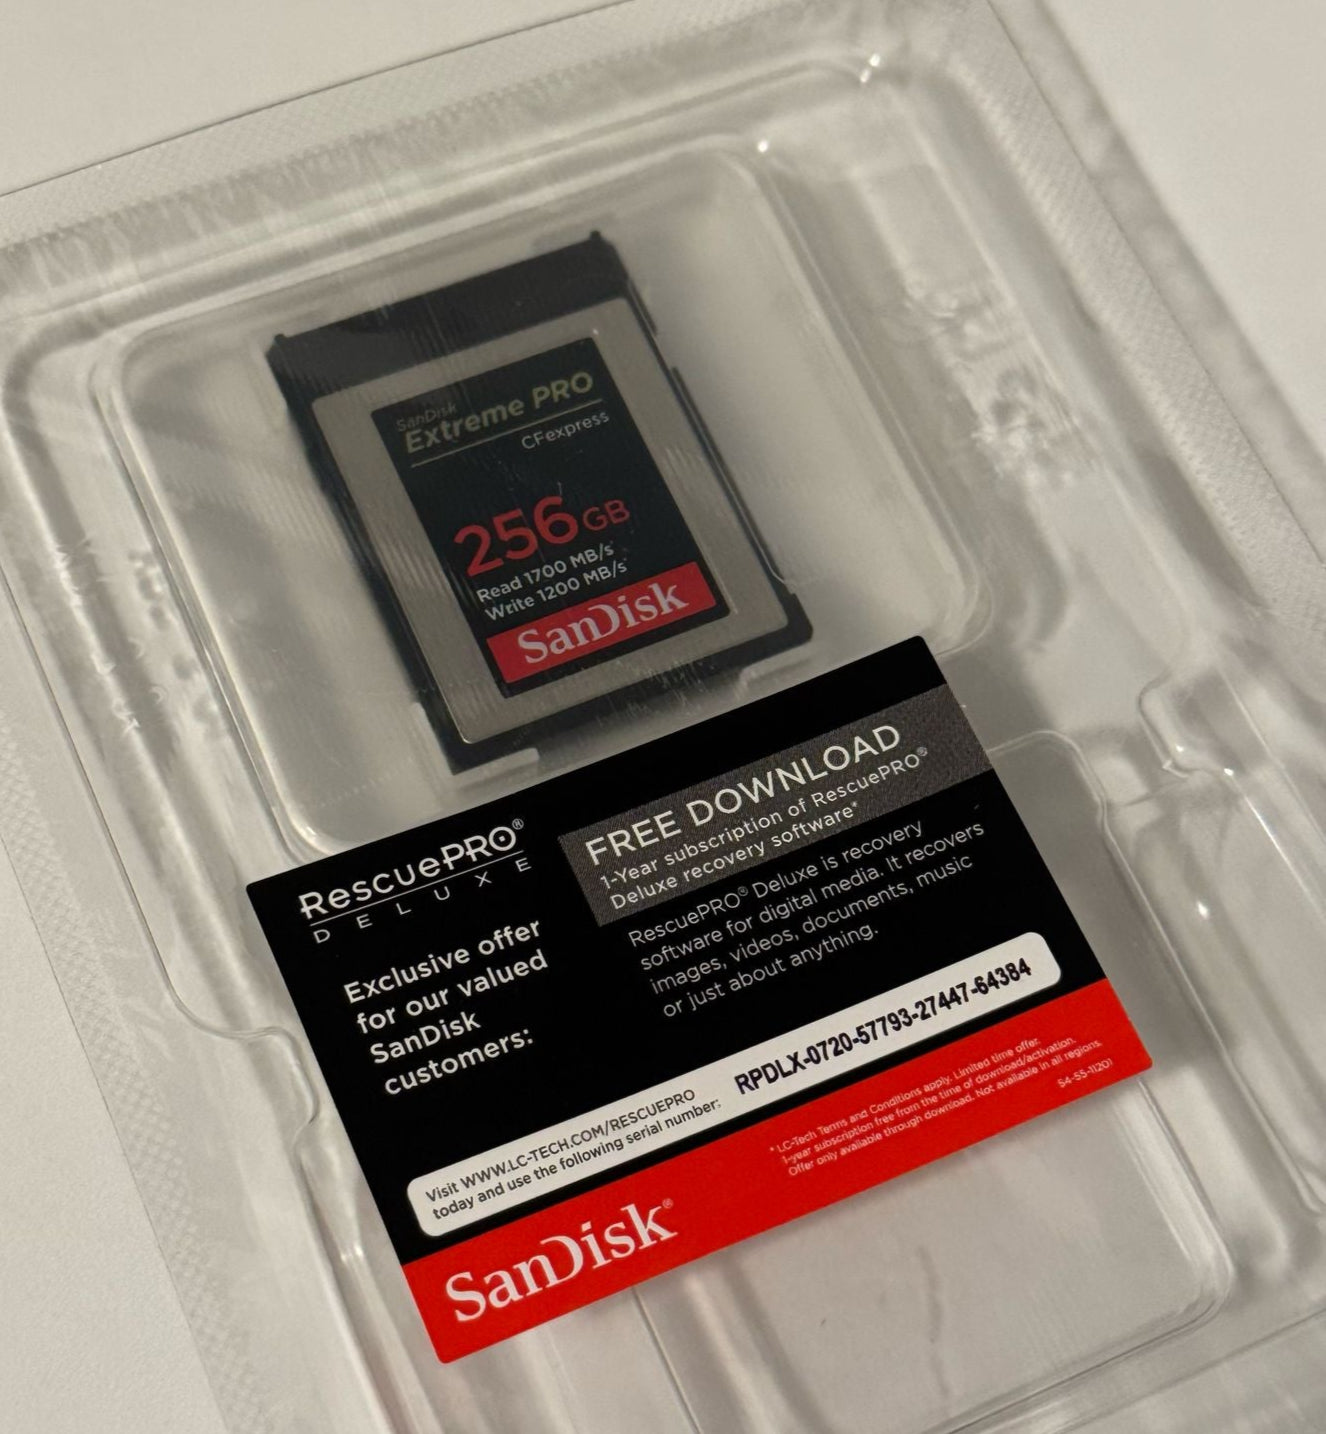 SanDisk
Extreme PRO
CFexpress
256GB
Read 1700 MB/s
Write 1200 MB/s
SanDisk
RescuePRO®
DELUXE
Exclusive offer
for our valued
SanDisk
customers:
FREE DOWNLOAD
1-Year subscription of RescuePRO®
Deluxe recovery software*
RescuePRO® Deluxe is recovery
software for digital media. It recovers
images, videos, documents, music
or just about anything.
Visit WWW.LC-TECH.COM/RESCUEPRO
today and use the following serial number:
RPDLX-0720-57793-27447-64384
* LC-Tech Terms and Conditions apply. Limited time offer.
1-year subscription free from the time of download/activation.
Offer only available through download. Not available in all regions.
54-55-11201
SanDisk®